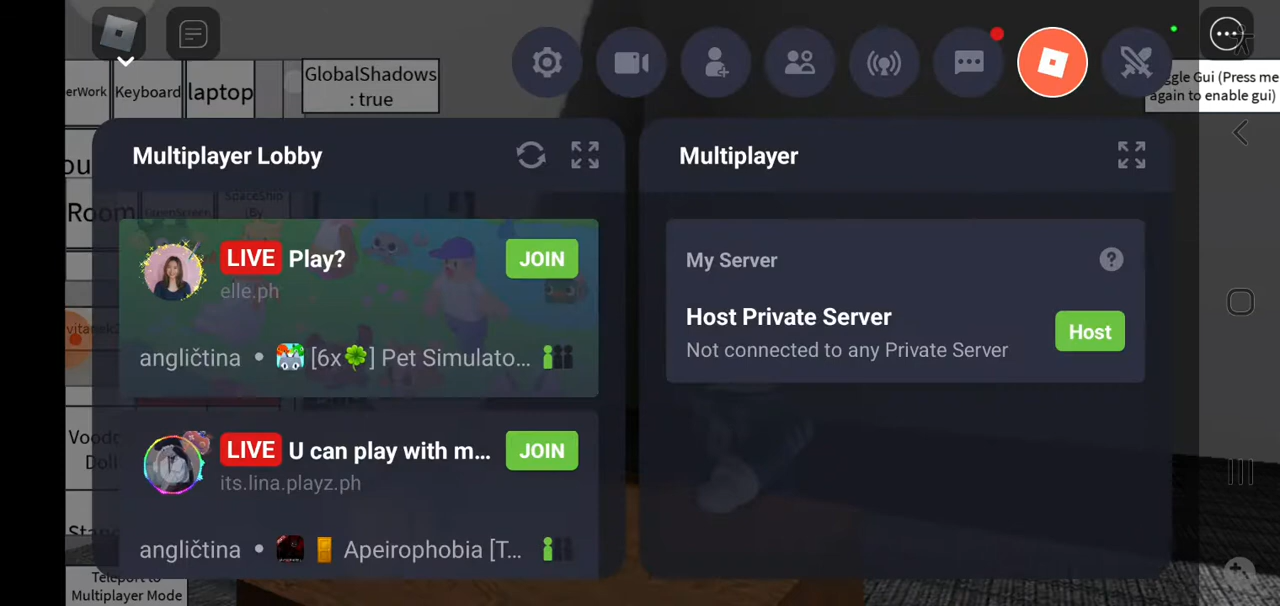 GlobalShadows
: true
erWork
Keyboard
laptop
ggle Gui (Press me
again to enable gui)
Multiplayer Lobby
Multiplayer
Room
LIVE Play?
JOIN
elle.ph
angličtina • [6x🍀] Pet Simulato...
LIVE U can play with m...
JOIN
its.lina.playz.ph
angličtina • Apeirophobia [T...
My Server
Host Private Server
Host
Not connected to any Private Server
Vood
Doll
Teleport to
Multiplayer Mode